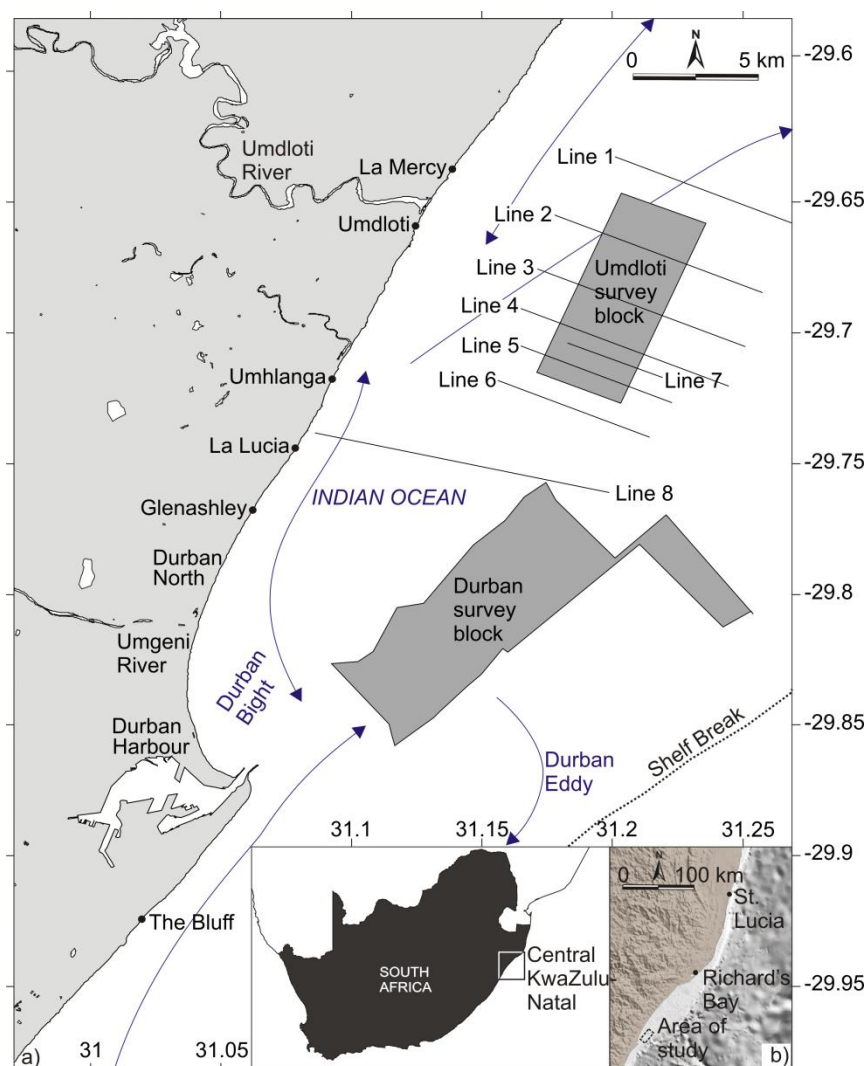 N
0 5 km
-29.6
Umdloti
River
La Mercy
Line 1
-29.65
Umdloti
Line 2
Line 3
Umdloti
survey
block
Line 4
-29.7
Line 5
Line 7
Umhlanga
Line 6
La Lucia
-29.75
INDIAN OCEAN
Line 8
Glenashley
Durban
North
Durban
survey
block
-29.8
Umgeni
River
Durban
Bight
Durban
Harbour
-29.85
Shelf Break
Durban
Eddy
31.1 31.15 31.2 31.25
-29.9
N
0 100 km
St.
Lucia
The Bluff
Central
KwaZulu-
Natal
SOUTH
AFRICA
Richard's
Bay
-29.95
Area of
study
31 31.05
a)
b)